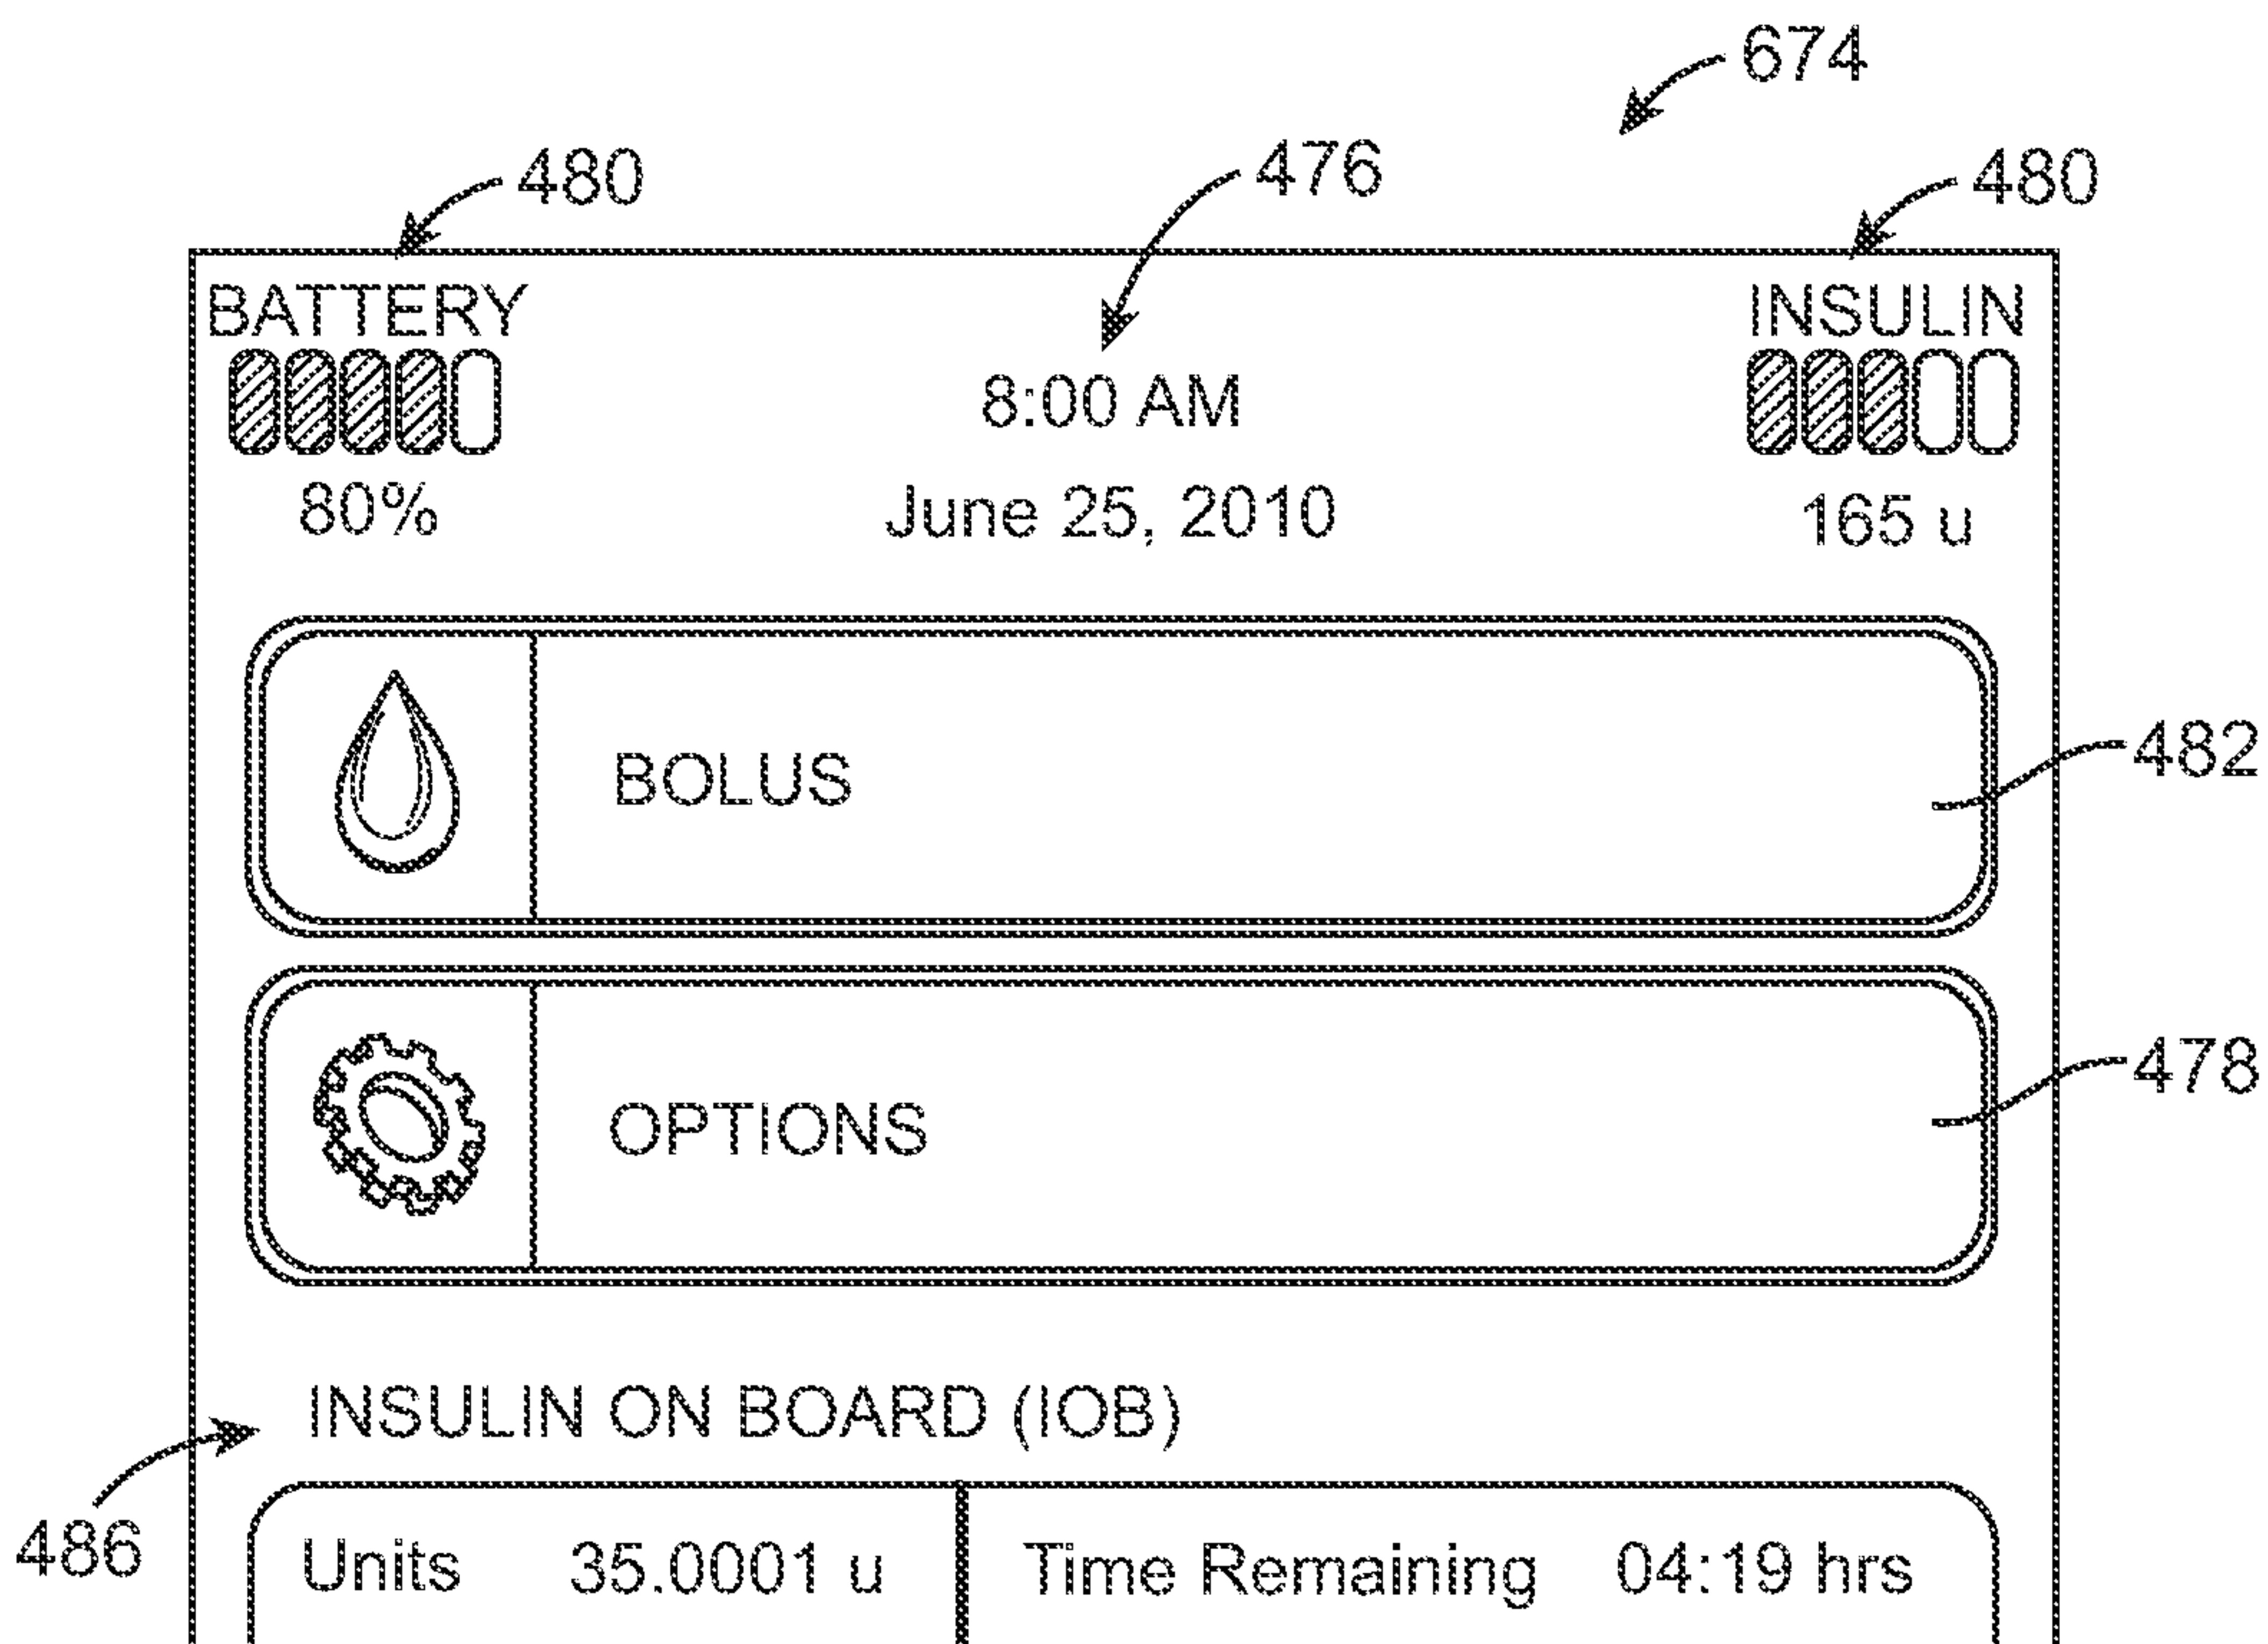 674
480
476
480
BATTERY
INSULIN
8:00 AM
80%
June 25, 2010
165 u
BOLUS
482
OPTIONS
478
INSULIN ON BOARD (IOB)
486
Units 35.0001 u Time Remaining 04:19 hrs